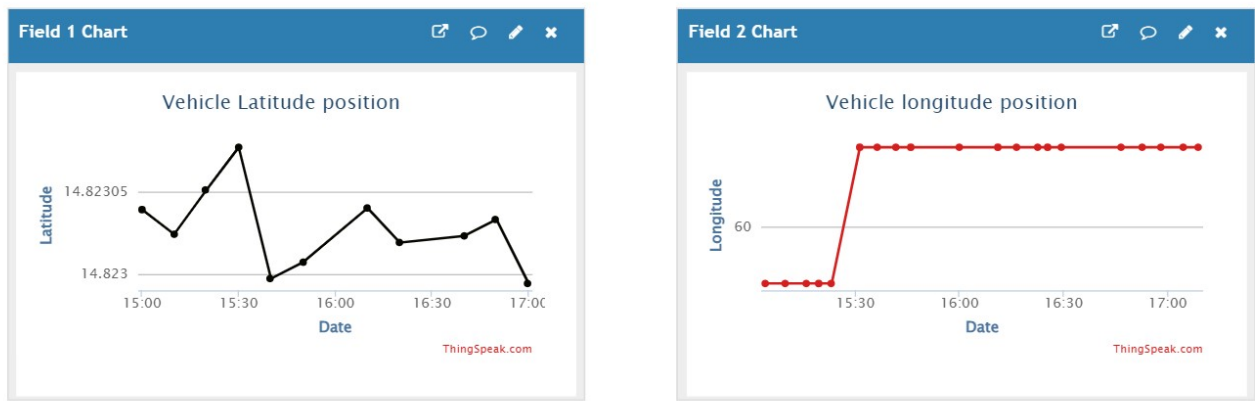 Field 1 Chart
Vehicle Latitude position
Latitude
14.82305
14.823
15:00 15:30 16:00 16:30 17:00
Date
ThingSpeak.com
Field 2 Chart
Vehicle longitude position
Longitude
60
15:30 16:00 16:30 17:00
Date
ThingSpeak.com